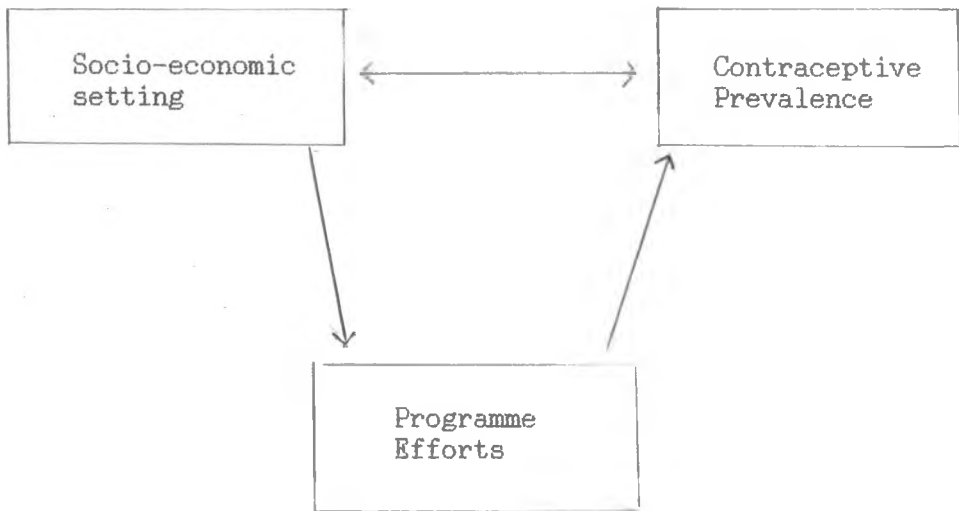 Socio-economic
setting
Contraceptive
Prevalence
Programme
Efforts